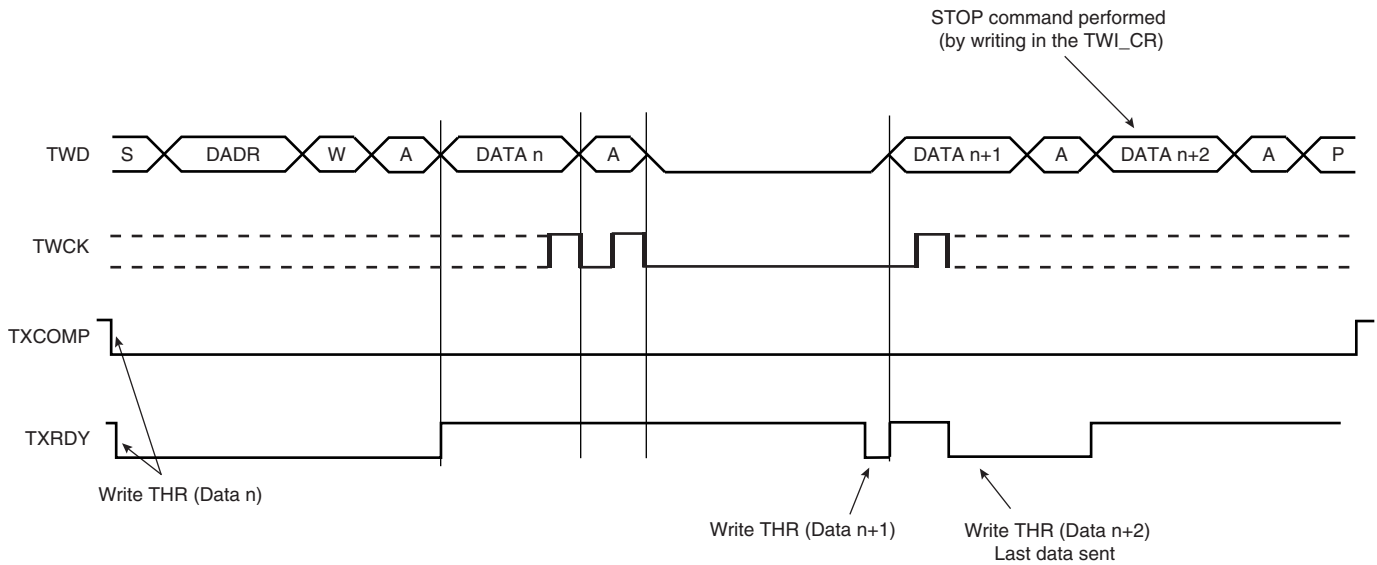 STOP command performed
(by writing in the TWI_CR)
TWD S DADR W A DATA n A DATA n+1 A DATA n+2 A P
TWCK
TXCOMP
TXRDY
Write THR (Data n)
Write THR (Data n+1)
Write THR (Data n+2)
Last data sent